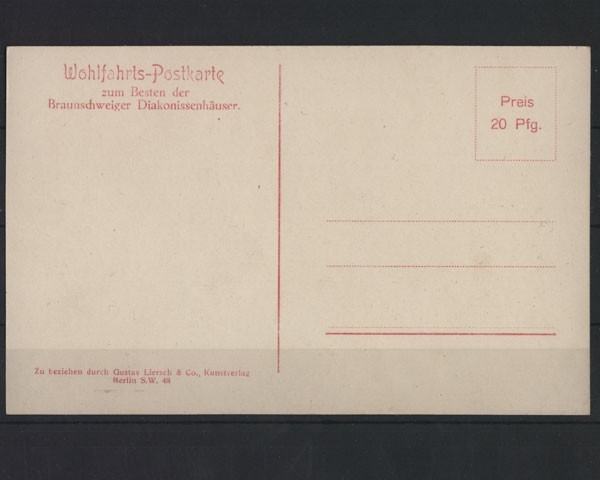 Wohlfahrts-Postkarte
zum Besten der
Braunschweiger Diakonissenhäuser.
Preis
20 Pfg.
Zu beziehen durch Gustav Liersch & Co., Kunstverlag
Berlin S.W. 48